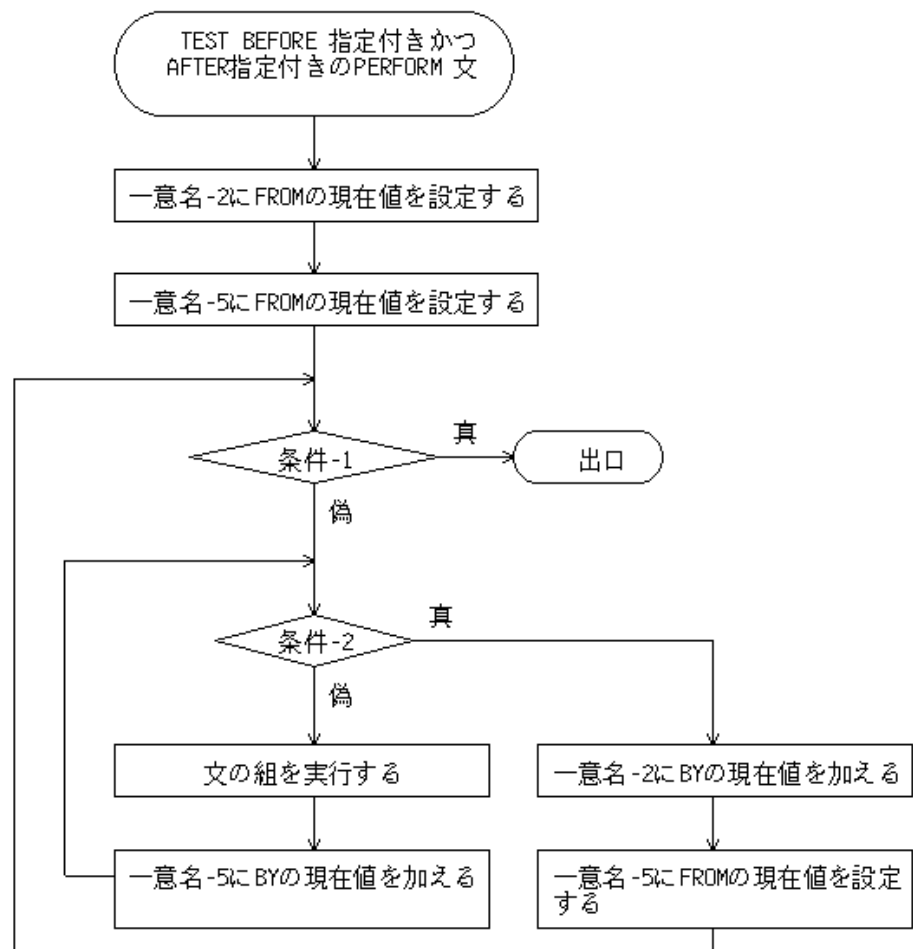 TEST BEFORE 指定付きかつ
AFTER指定付きのPERFORM 文
一意名-2にFROMの現在値を設定する
一意名-5にFROMの現在値を設定する
条件-1
真
出口
偽
条件-2
真
偽
文の組を実行する
一意名-2にBYの現在値を加える
一意名-5にBYの現在値を加える
一意名-5にFROMの現在値を設定
する